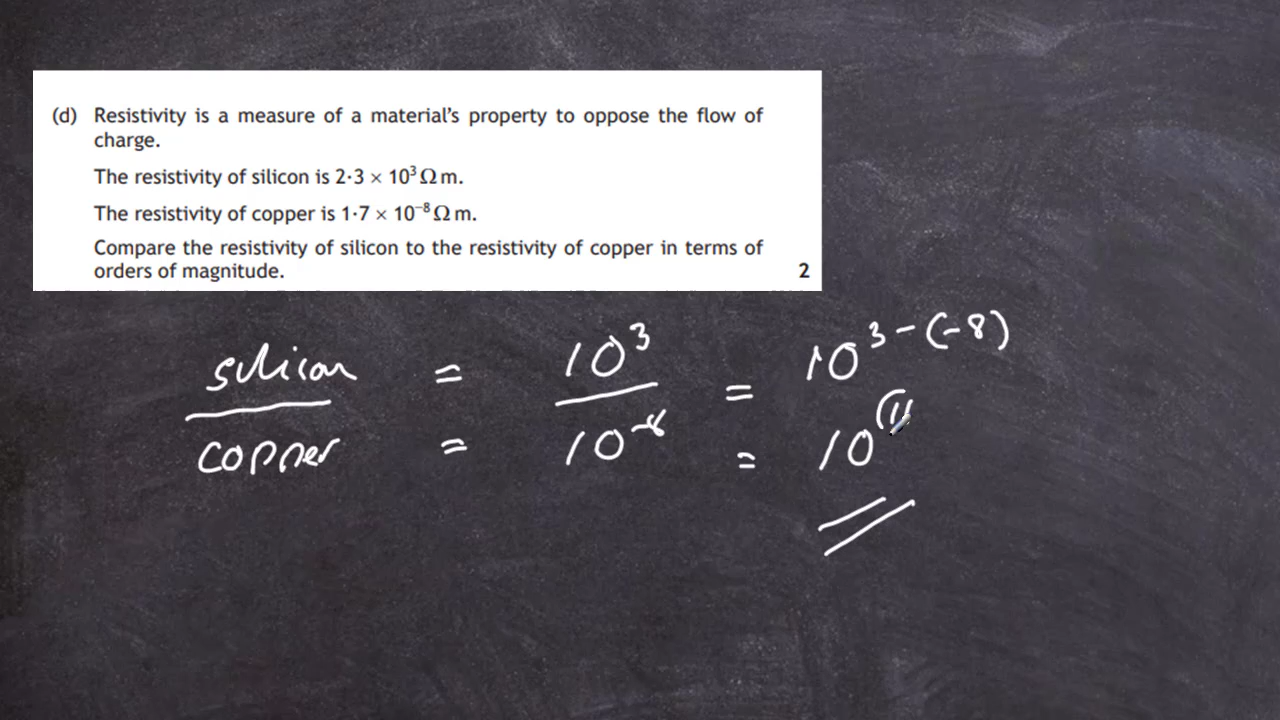 (d) Resistivity is a measure of a material's property to oppose the flow of
charge.
The resistivity of silicon is 2·3 × 10³ Ω m.
The resistivity of copper is 1·7 × 10⁻⁸ Ω m.
Compare the resistivity of silicon to the resistivity of copper in terms of
orders of magnitude. 2
silicon = 10³ = 10³⁻⁽⁻⁸⁾
copper = 10⁻⁸ = 10⁽¹¹